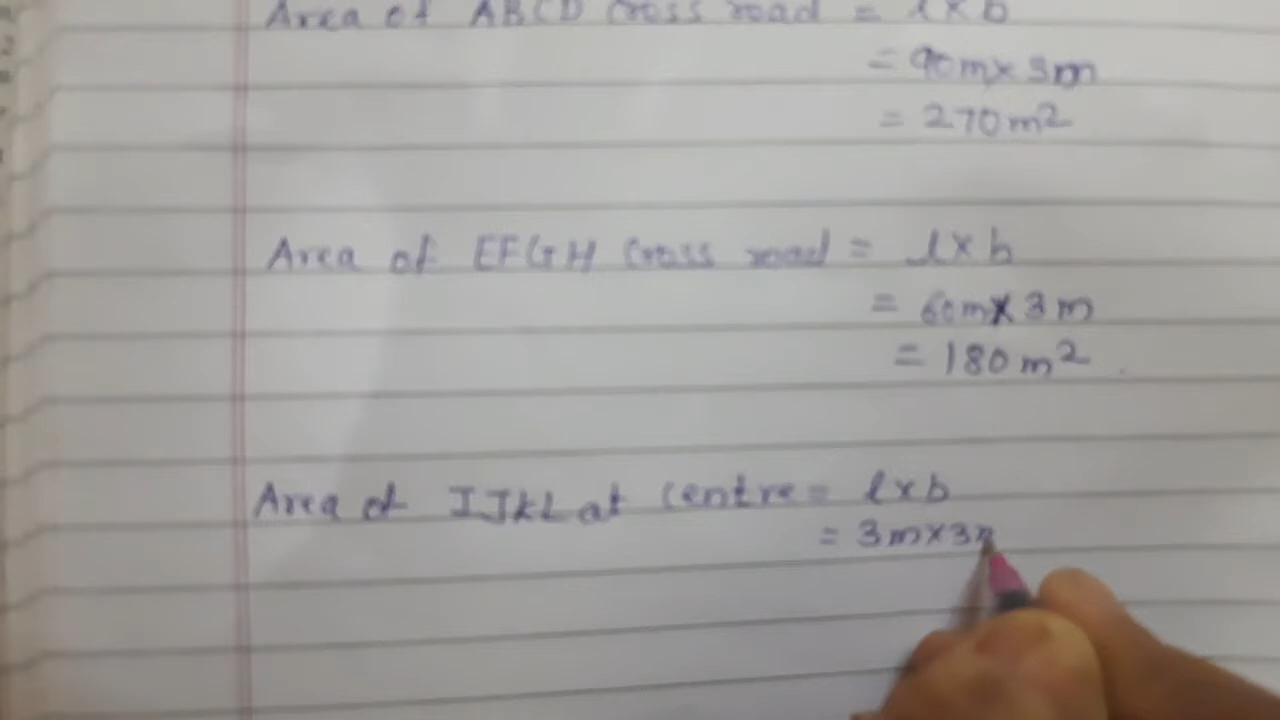 Area of ABCD Cross road = l × b
= 90m × 3m
= 270 m²
Area of EFGH Cross road = l × b
= 60m × 3 m
= 180 m²
Area of IJKL at Centre = l × b
= 3m × 3m